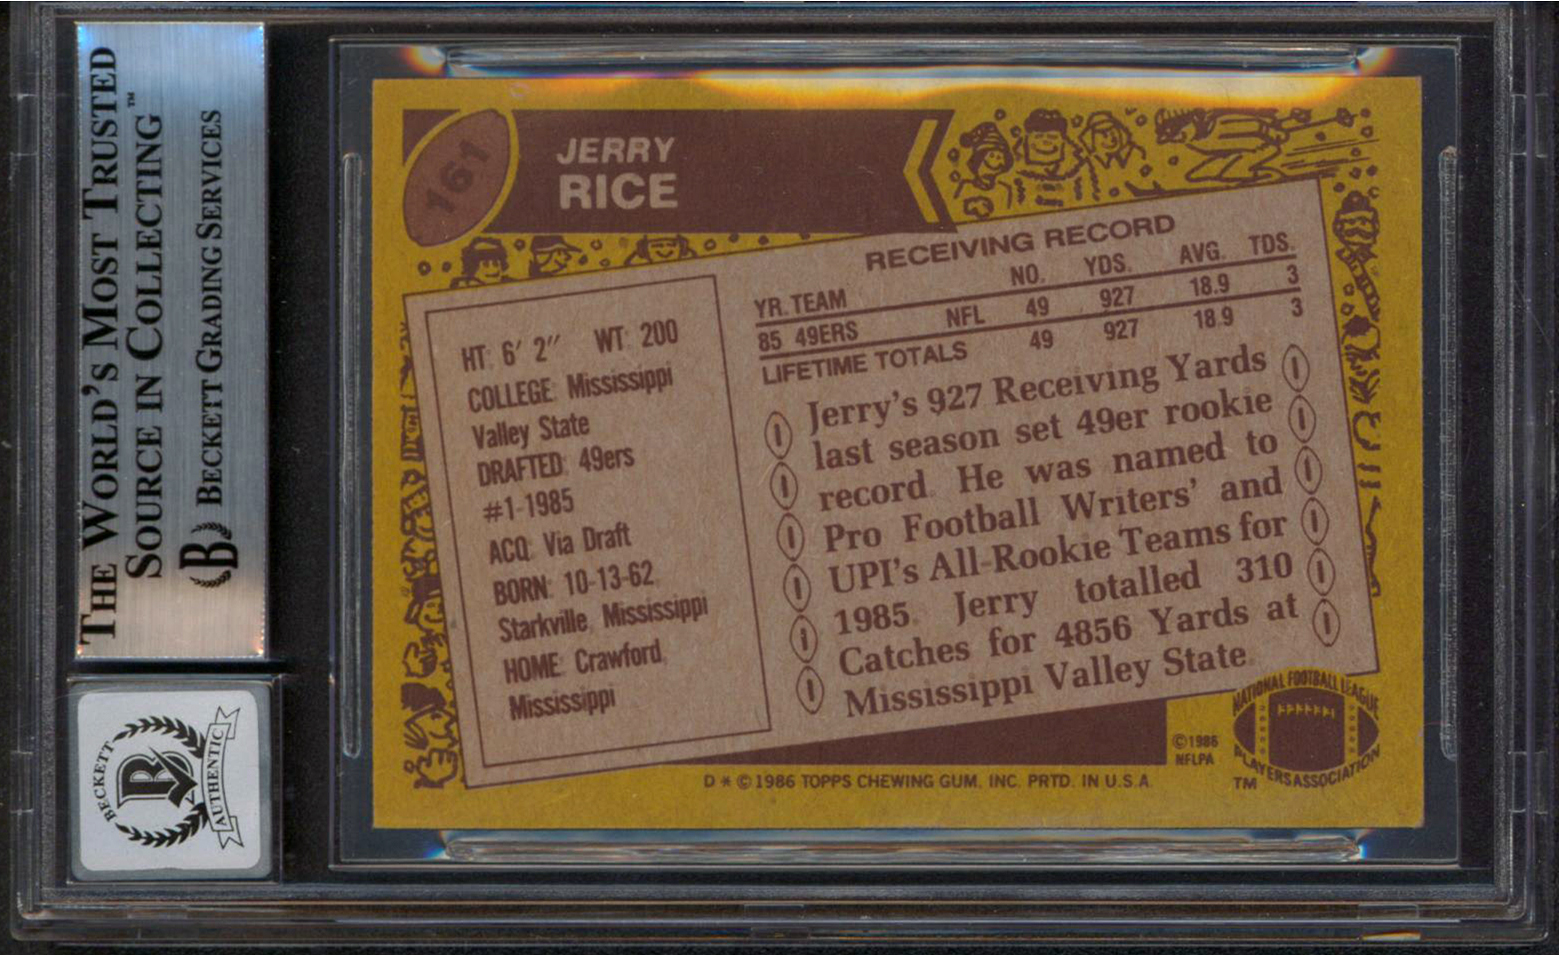 THE WORLD'S MOST TRUSTED
SOURCE IN COLLECTING™
BECKETT GRADING SERVICES
B
BECKETT
B
AUTHENTIC
161
JERRY
RICE
RECEIVING RECORD
YR. TEAM NO. YDS. AVG. TDS.
85 49ERS NFL 49 927 18.9 3
LIFETIME TOTALS 49 927 18.9 3
HT: 6' 2" WT: 200
COLLEGE: Mississippi
Valley State
DRAFTED: 49ers
#1-1985
ACQ: Via Draft
BORN: 10-13-62,
Starkville, Mississippi
HOME: Crawford,
Mississippi
Jerry's 927 Receiving Yards
last season set 49er rookie
record. He was named to
Pro Football Writers' and
UPI's All-Rookie Teams for
1985. Jerry totalled 310
Catches for 4856 Yards at
Mississippi Valley State.
NATIONAL FOOTBALL LEAGUE
PLAYERS ASSOCIATION
TM
©1986
NFLPA
D * © 1986 TOPPS CHEWING GUM, INC. PRTD. IN U.S.A.